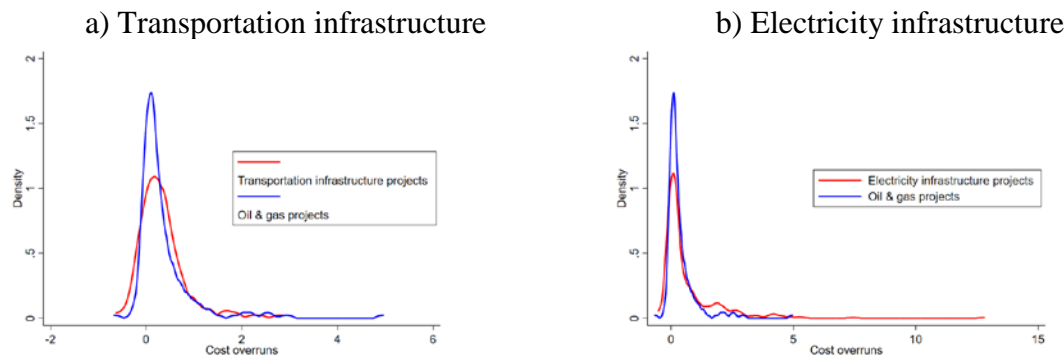 a) Transportation infrastructure
2
1.5
1
.5
0
Density
Transportation infrastructure projects
Oil & gas projects
-2
0
2
4
6
Cost overruns
b) Electricity infrastructure
2
1.5
1
.5
0
Density
Electricity infrastructure projects
Oil & gas projects
0
5
10
15
Cost overruns